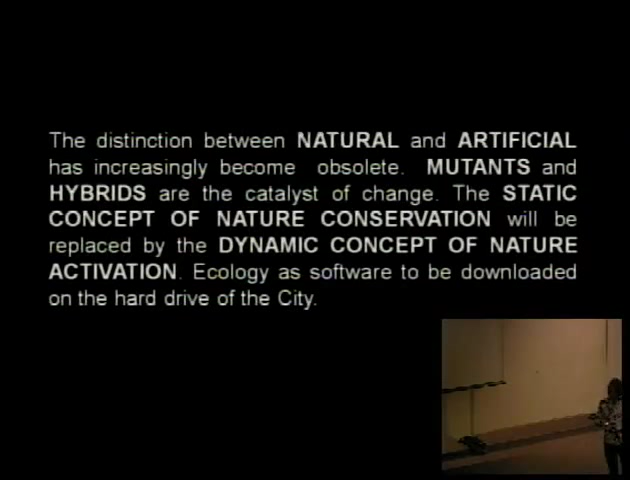 The distinction between NATURAL and ARTIFICIAL
has increasingly become obsolete. MUTANTS and
HYBRIDS are the catalyst of change. The STATIC
CONCEPT OF NATURE CONSERVATION will be
replaced by the DYNAMIC CONCEPT OF NATURE
ACTIVATION. Ecology as software to be downloaded
on the hard drive of the City.